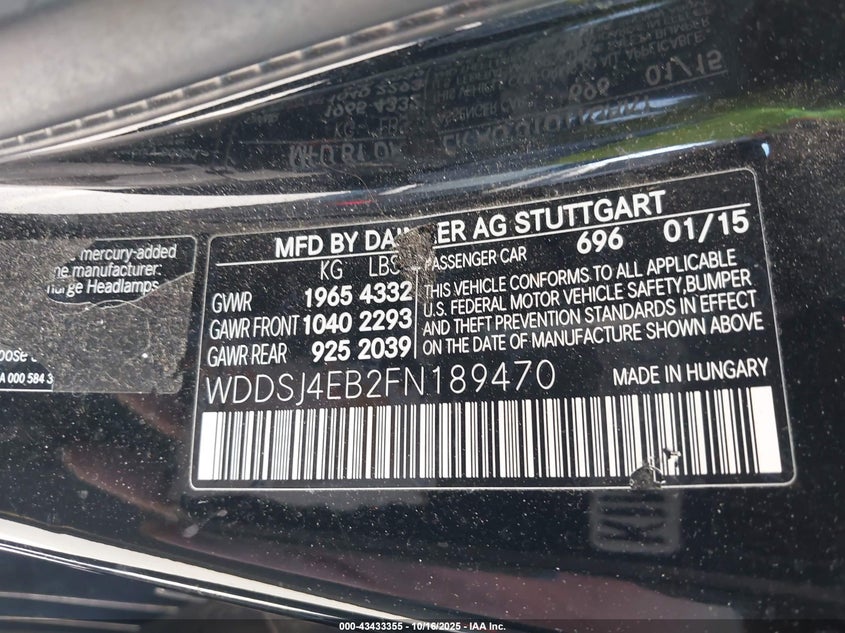 MFD BY DAIMLER AG STUTTGART
KG LBS PASSENGER CAR 696 01/15
GVWR 1965 4332
GAWR FRONT 1040 2293
GAWR REAR 925 2039
THIS VEHICLE CONFORMS TO ALL APPLICABLE
U.S. FEDERAL MOTOR VEHICLE SAFETY,BUMPER
AND THEFT PREVENTION STANDARDS IN EFFECT
ON THE DATE OF MANUFACTURE SHOWN ABOVE
WDDSJ4EB2FN189470 MADE IN HUNGARY
mercury-added
manufacturer:
Headlamps
A 000 584 3
000-43433355 - 10/16/2025 - IAA Inc.